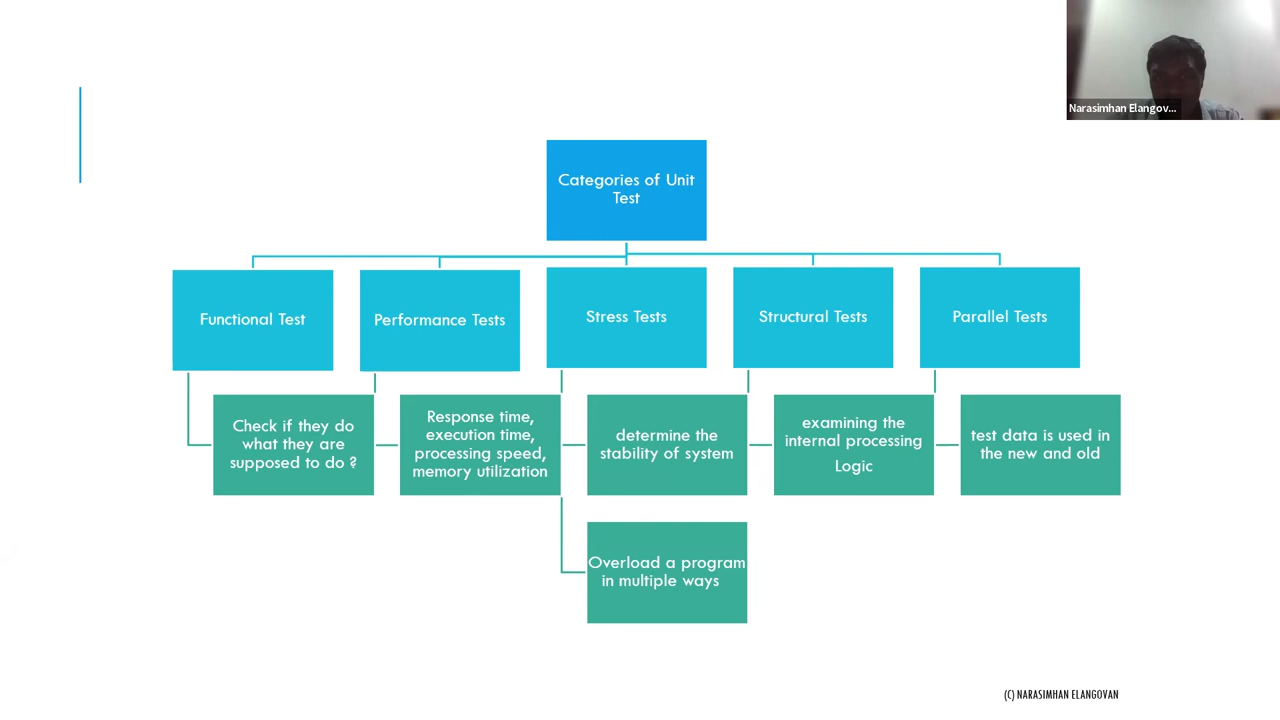 Narasimhan Elangov...
Categories of Unit
Test
Functional Test
Performance Tests
Stress Tests
Structural Tests
Parallel Tests
Check if they do
what they are
supposed to do ?
Response time,
execution time,
processing speed,
memory utilization
determine the
stability of system
examining the
internal processing
Logic
test data is used in
the new and old
Overload a program
in multiple ways
(C) NARASIMHAN ELANGOVAN